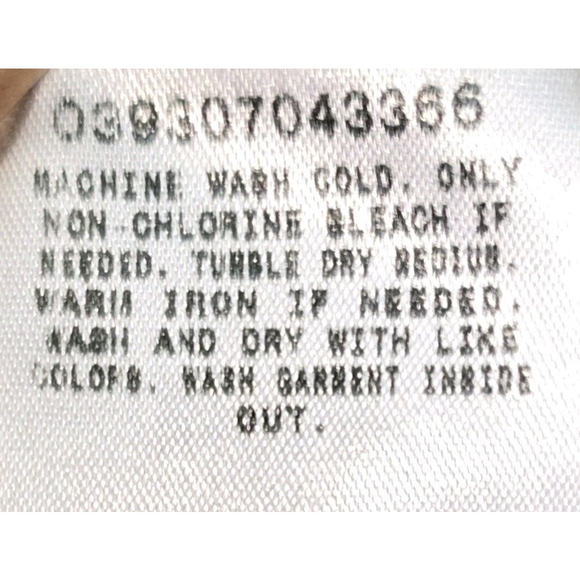 039307043366
MACHINE WASH COLD. ONLY
NON-CHLORINE BLEACH IF
NEEDED. TUMBLE DRY MEDIUM.
WARM IRON IF NEEDED.
WASH AND DRY WITH LIKE
COLORS. WASH GARMENT INSIDE
OUT.